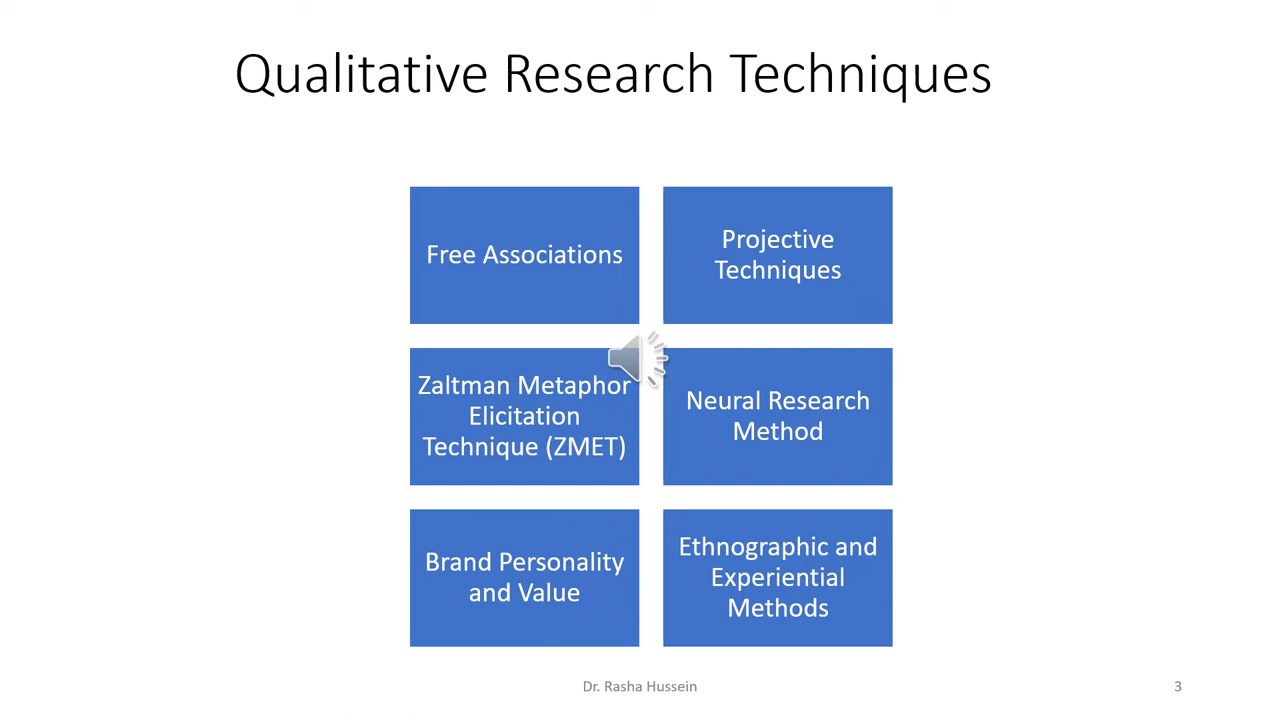 Qualitative Research Techniques
Free Associations
Projective
Techniques
Zaltman Metaphor
Elicitation
Technique (ZMET)
Neural Research
Method
Brand Personality
and Value
Ethnographic and
Experiential
Methods
Dr. Rasha Hussein
3